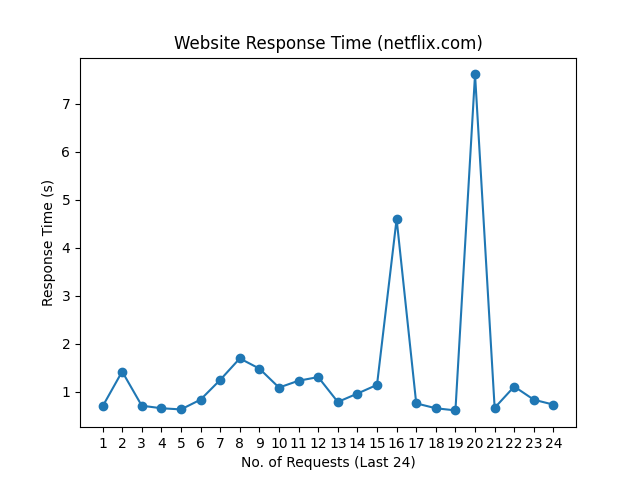 Website Response Time (netflix.com)
7
6
5
4
3
2
1
Response Time (s)
1 2 3 4 5 6 7 8 9 10 11 12 13 14 15 16 17 18 19 20 21 22 23 24
No. of Requests (Last 24)